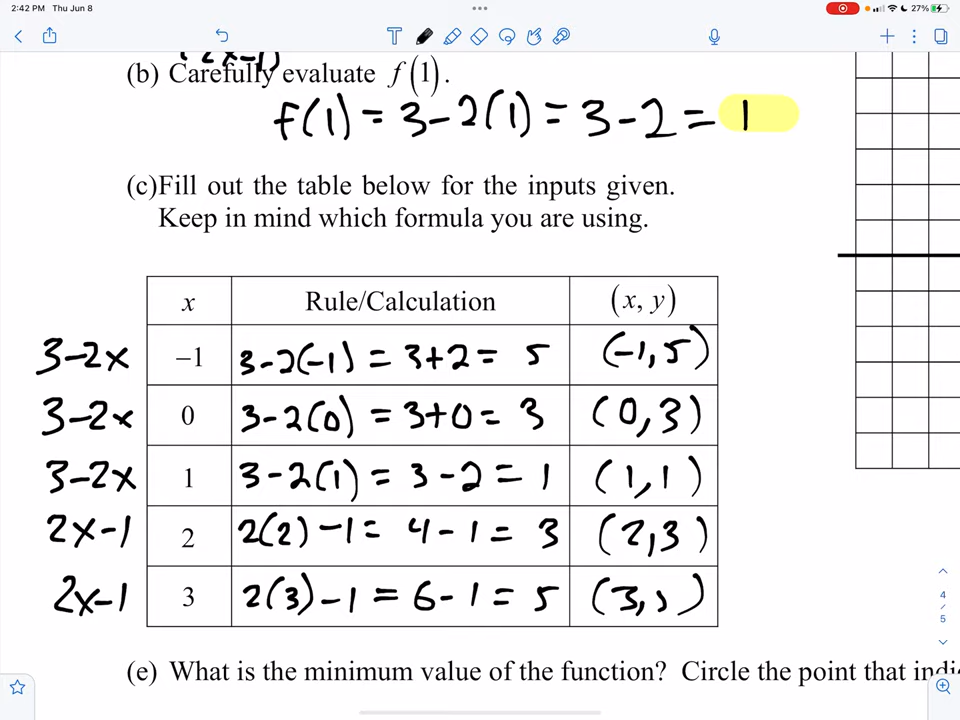 2:42 PM Thu Jun 8
27%
(b) Carefully evaluate f(1).
f(1) = 3-2(1) = 3-2 = 1
(c) Fill out the table below for the inputs given.
Keep in mind which formula you are using.
x Rule/Calculation (x, y)
3-2x -1 3-2(-1) = 3+2 = 5 (-1,5)
3-2x 0 3-2(0) = 3+0 = 3 (0,3)
3-2x 1 3-2(1) = 3-2 = 1 (1,1)
2x-1 2 2(2)-1 = 4-1 = 3 (2,3)
2x-1 3 2(3)-1 = 6-1 = 5 (3, )
4
/
5
(e) What is the minimum value of the function? Circle the point that